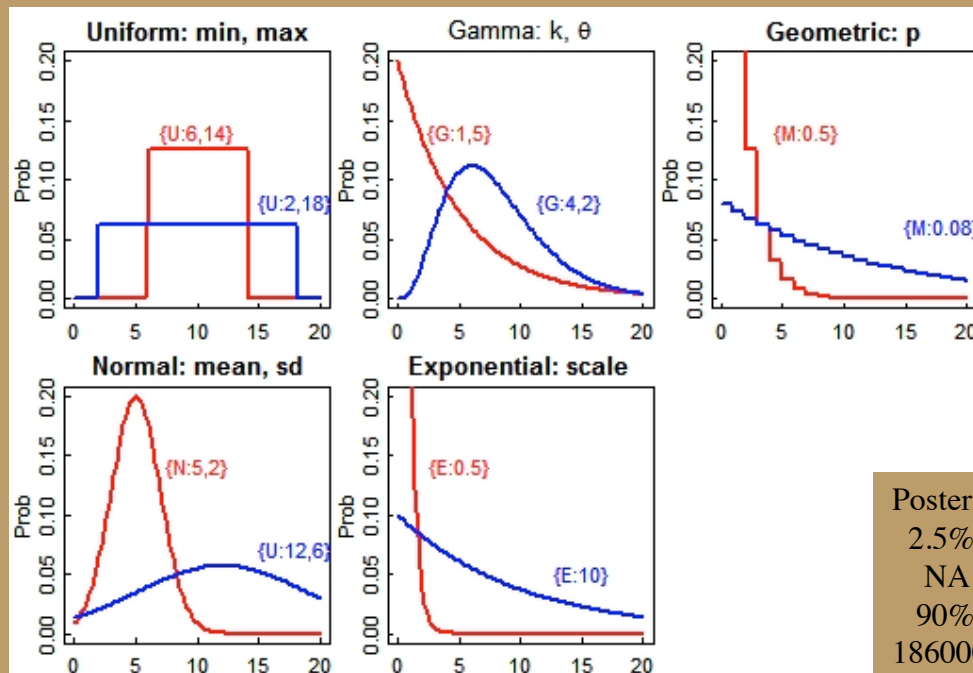 Uniform: min, max
Prob
0.00 0.05 0.10 0.15 0.20
{U:6,14}
{U:2,18}
0 5 10 15 20
Gamma: k, θ
0.00 0.05 0.10 0.15 0.20
{G:1,5}
{G:4,2}
0 5 10 15 20
Geometric: p
Prob
0.00 0.05 0.10 0.15 0.20
{M:0.5}
{M:0.08}
0 5 10 15 20
Normal: mean, sd
Prob
0.00 0.05 0.10 0.15 0.20
{N:5,2}
{U:12,6}
0 5 10 15 20
Exponential: scale
Prob
0.00 0.05 0.10 0.15 0.20
{E:0.5}
{E:10}
0 5 10 15 20
2.5%
NA
90%